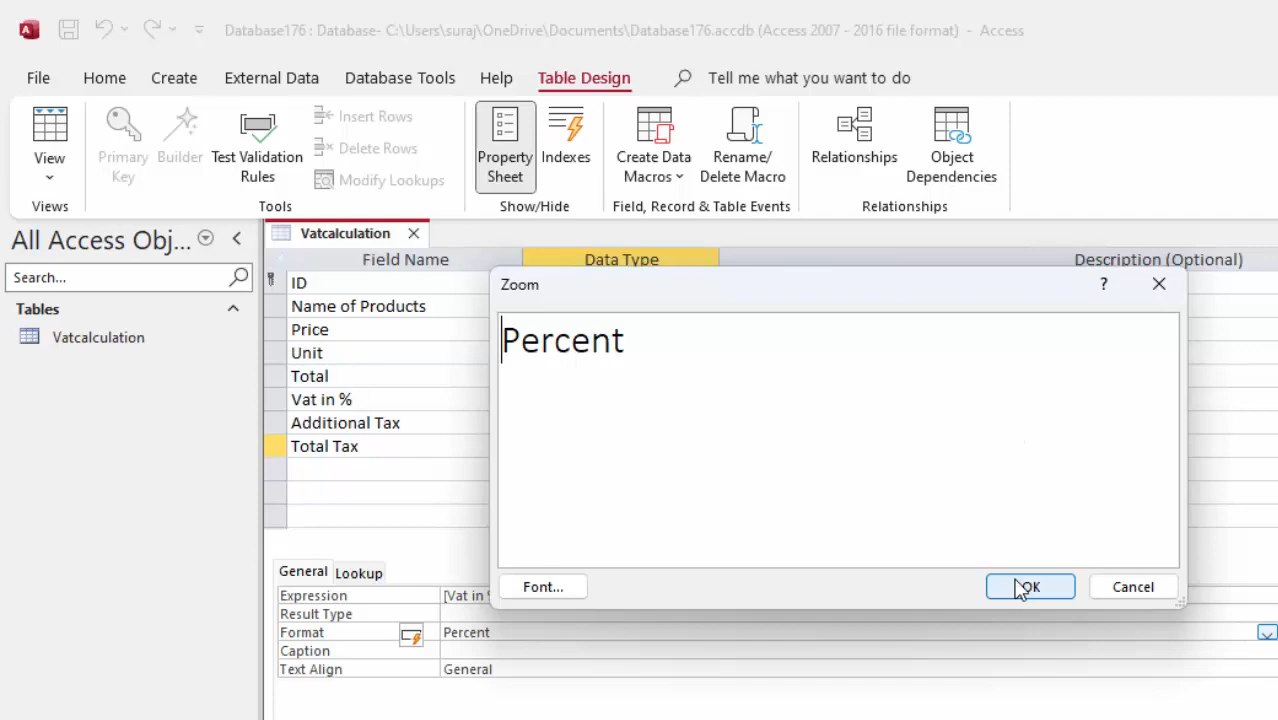 Database176 : Database- C:\Users\suraj\OneDrive\Documents\Database176.accdb (Access 2007 - 2016 file format) - Access
File Home Create External Data Database Tools Help Table Design Tell me what you want to do
View
Primary Key
Builder
Test Validation Rules
Insert Rows
Delete Rows
Modify Lookups
Property Sheet
Indexes
Create Data Macros
Rename/ Delete Macro
Relationships
Object Dependencies
Views
Tools
Show/Hide
Field, Record & Table Events
Relationships
All Access Obj...
Search...
Tables
Vatcalculation
Vatcalculation
Field Name Data Type Description (Optional)
ID
Name of Products
Price
Unit
Total
Vat in %
Additional Tax
Total Tax
Zoom
Percent
Font... OK Cancel
General Lookup
Expression [Vat in %
Result Type
Format Percent
Caption
Text Align General